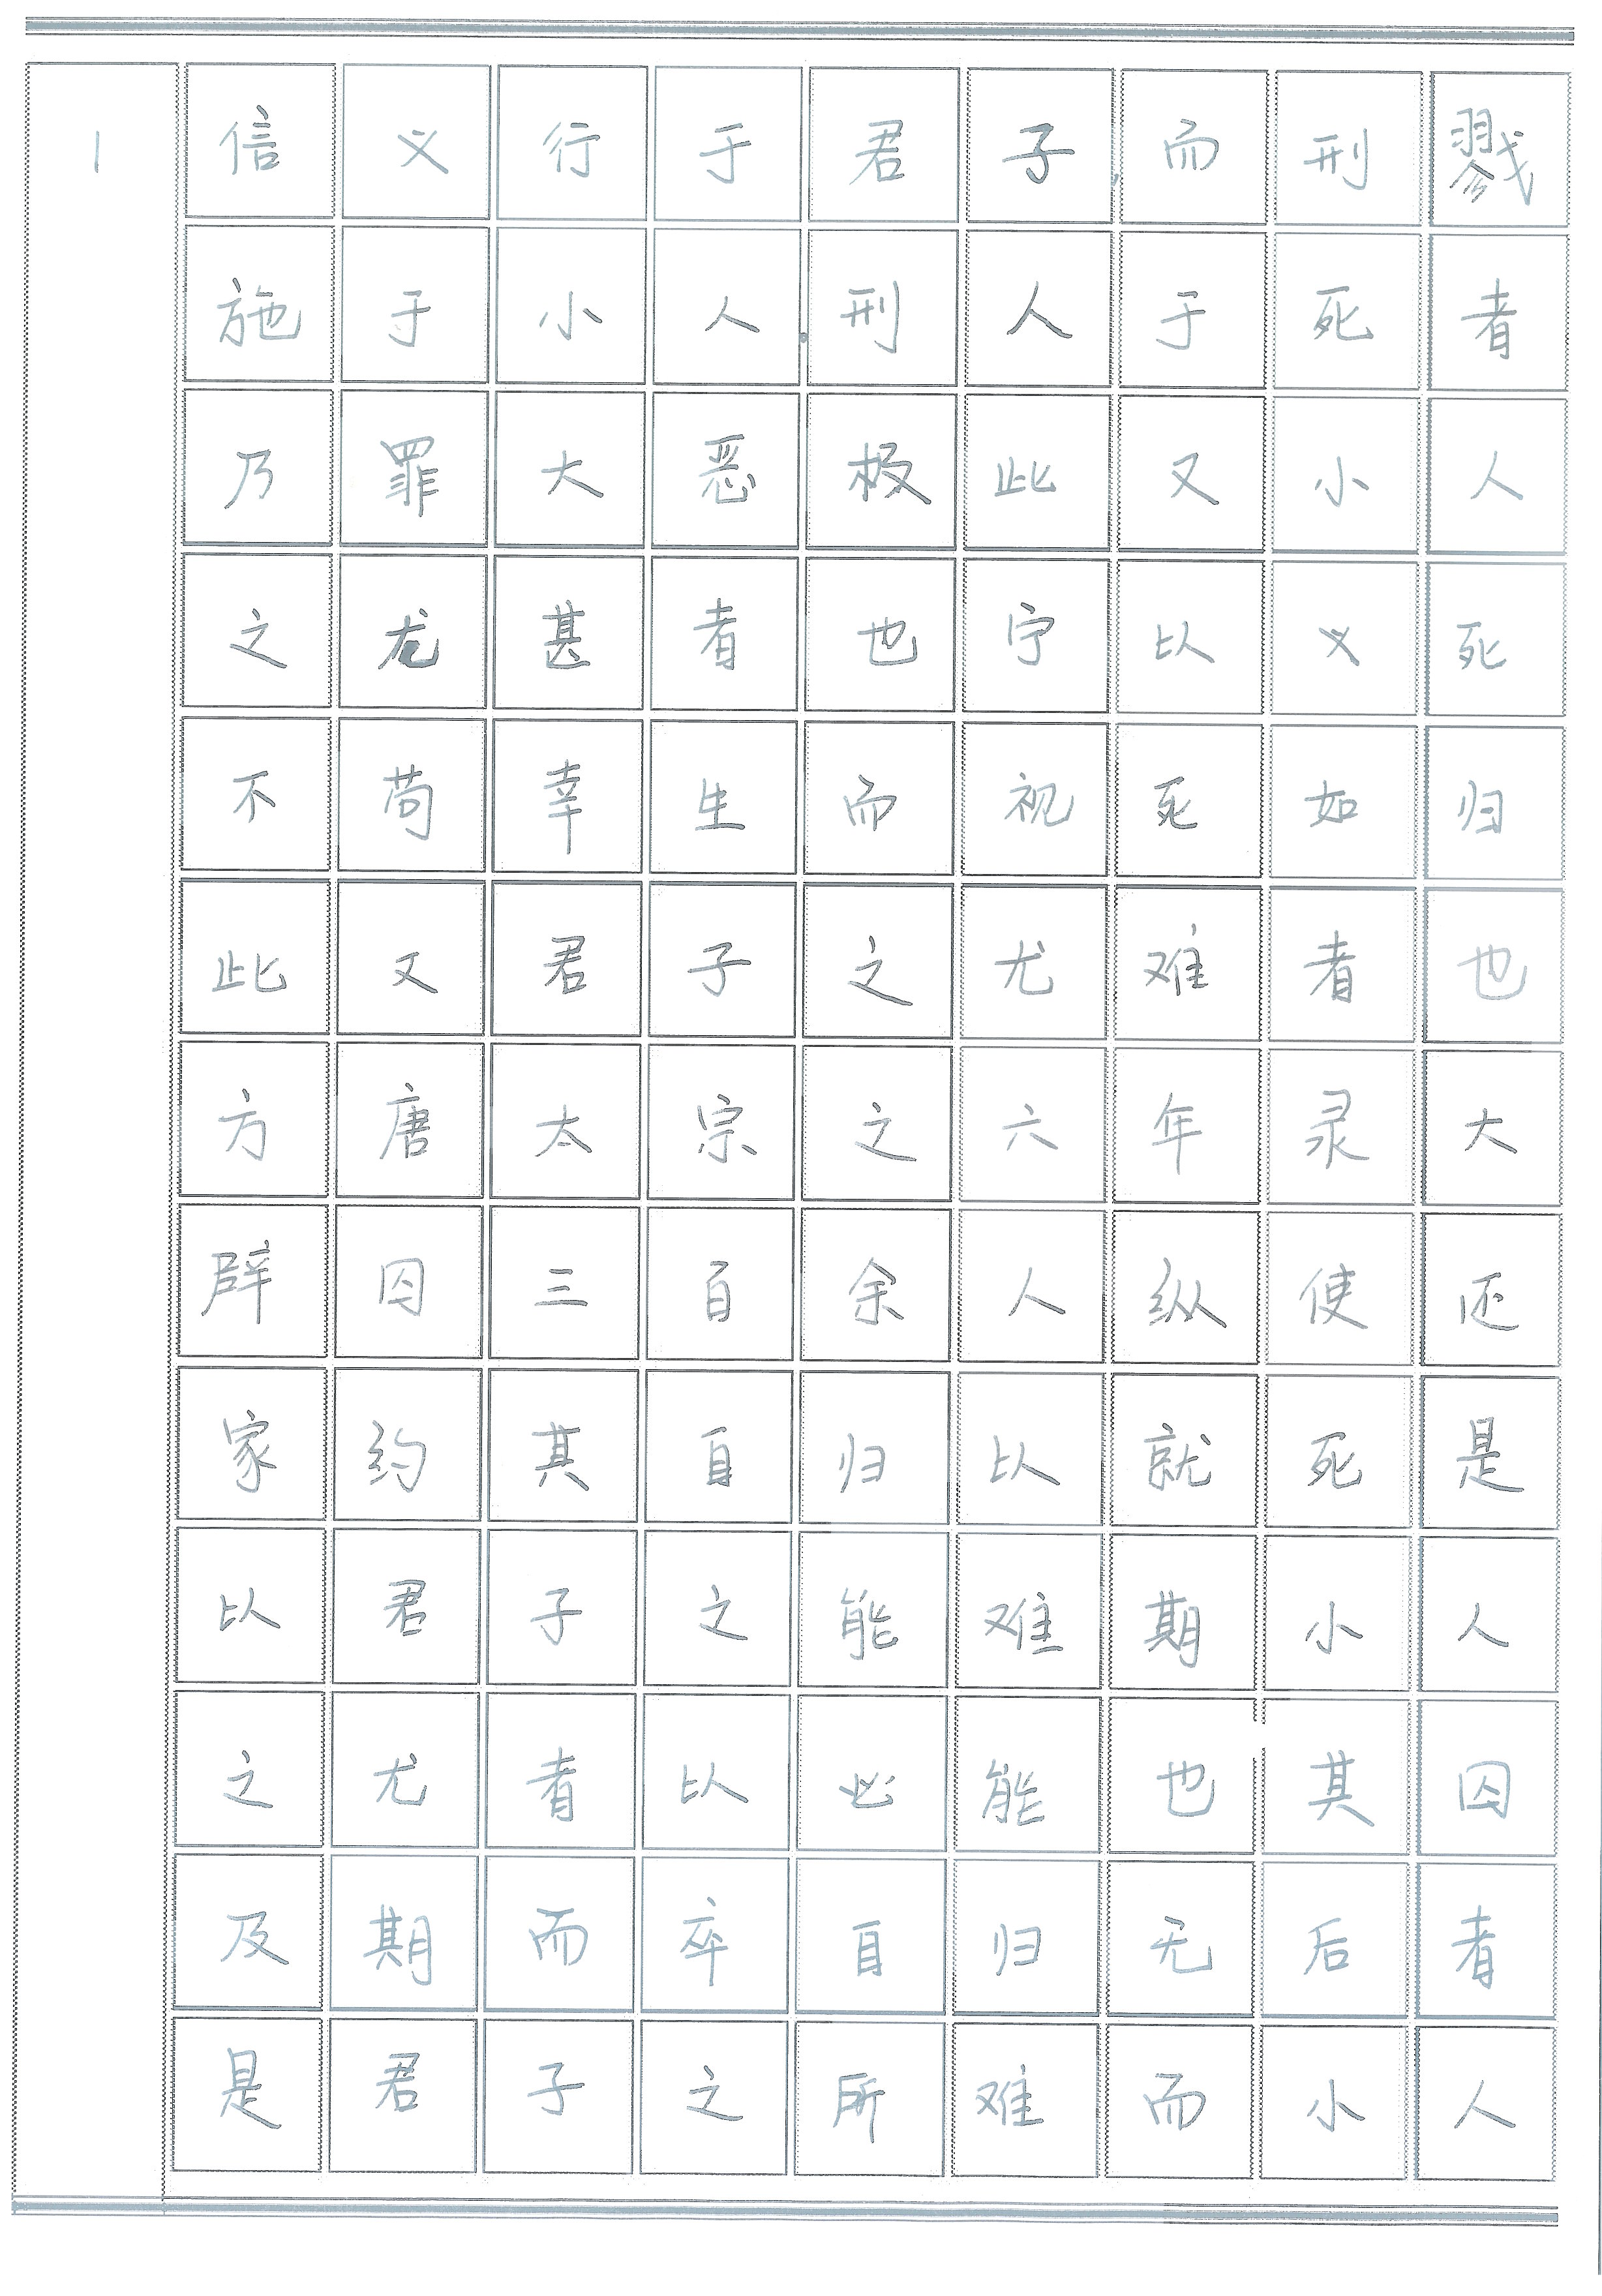 1
信义行于君子,而刑戮
施于小人.刑人于死者
乃罪大恶极此又小人
之尤甚者也宁以义死
不苟幸生而视死如归
此又君子之尤难者也
方唐太宗之六年录大
辟囚三百余人纵使还
家约其自归以就死是
以君子之能难期小人
之尤者以必能也其囚
及期而卒自归无后者
是君子之所难而小人